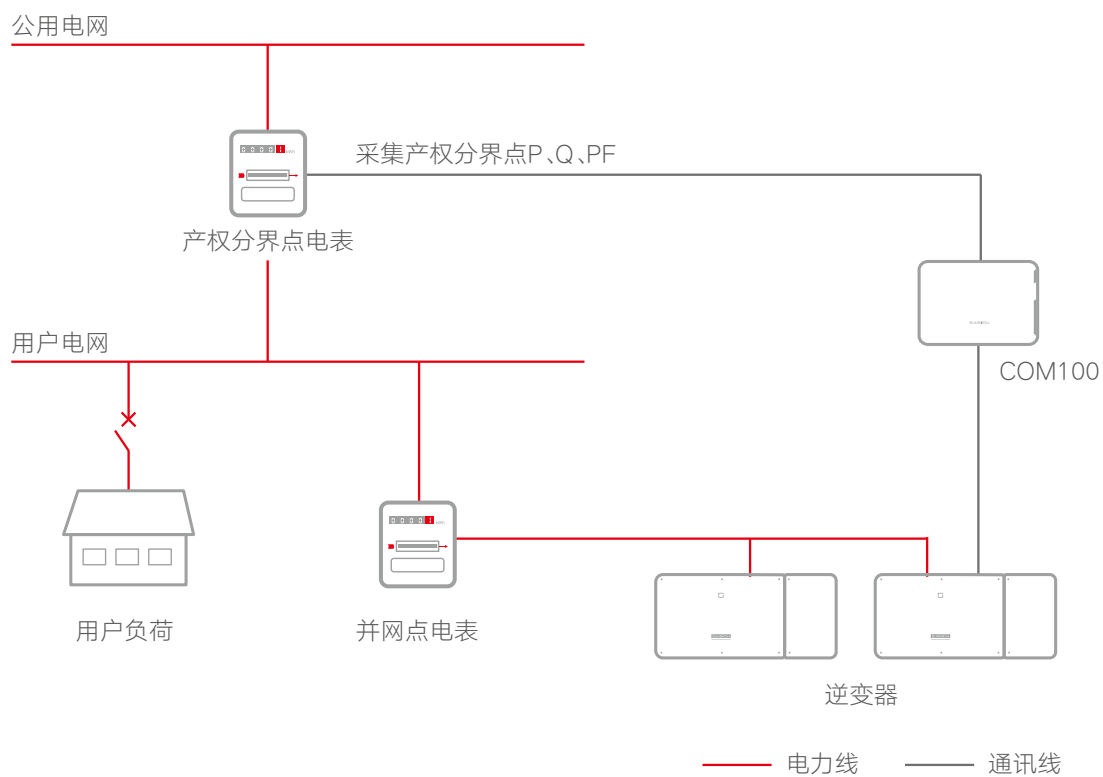 公用电网
采集产权分界点P、Q、PF
产权分界点电表
用户电网
COM100
用户负荷
并网点电表
逆变器
电力线
通讯线